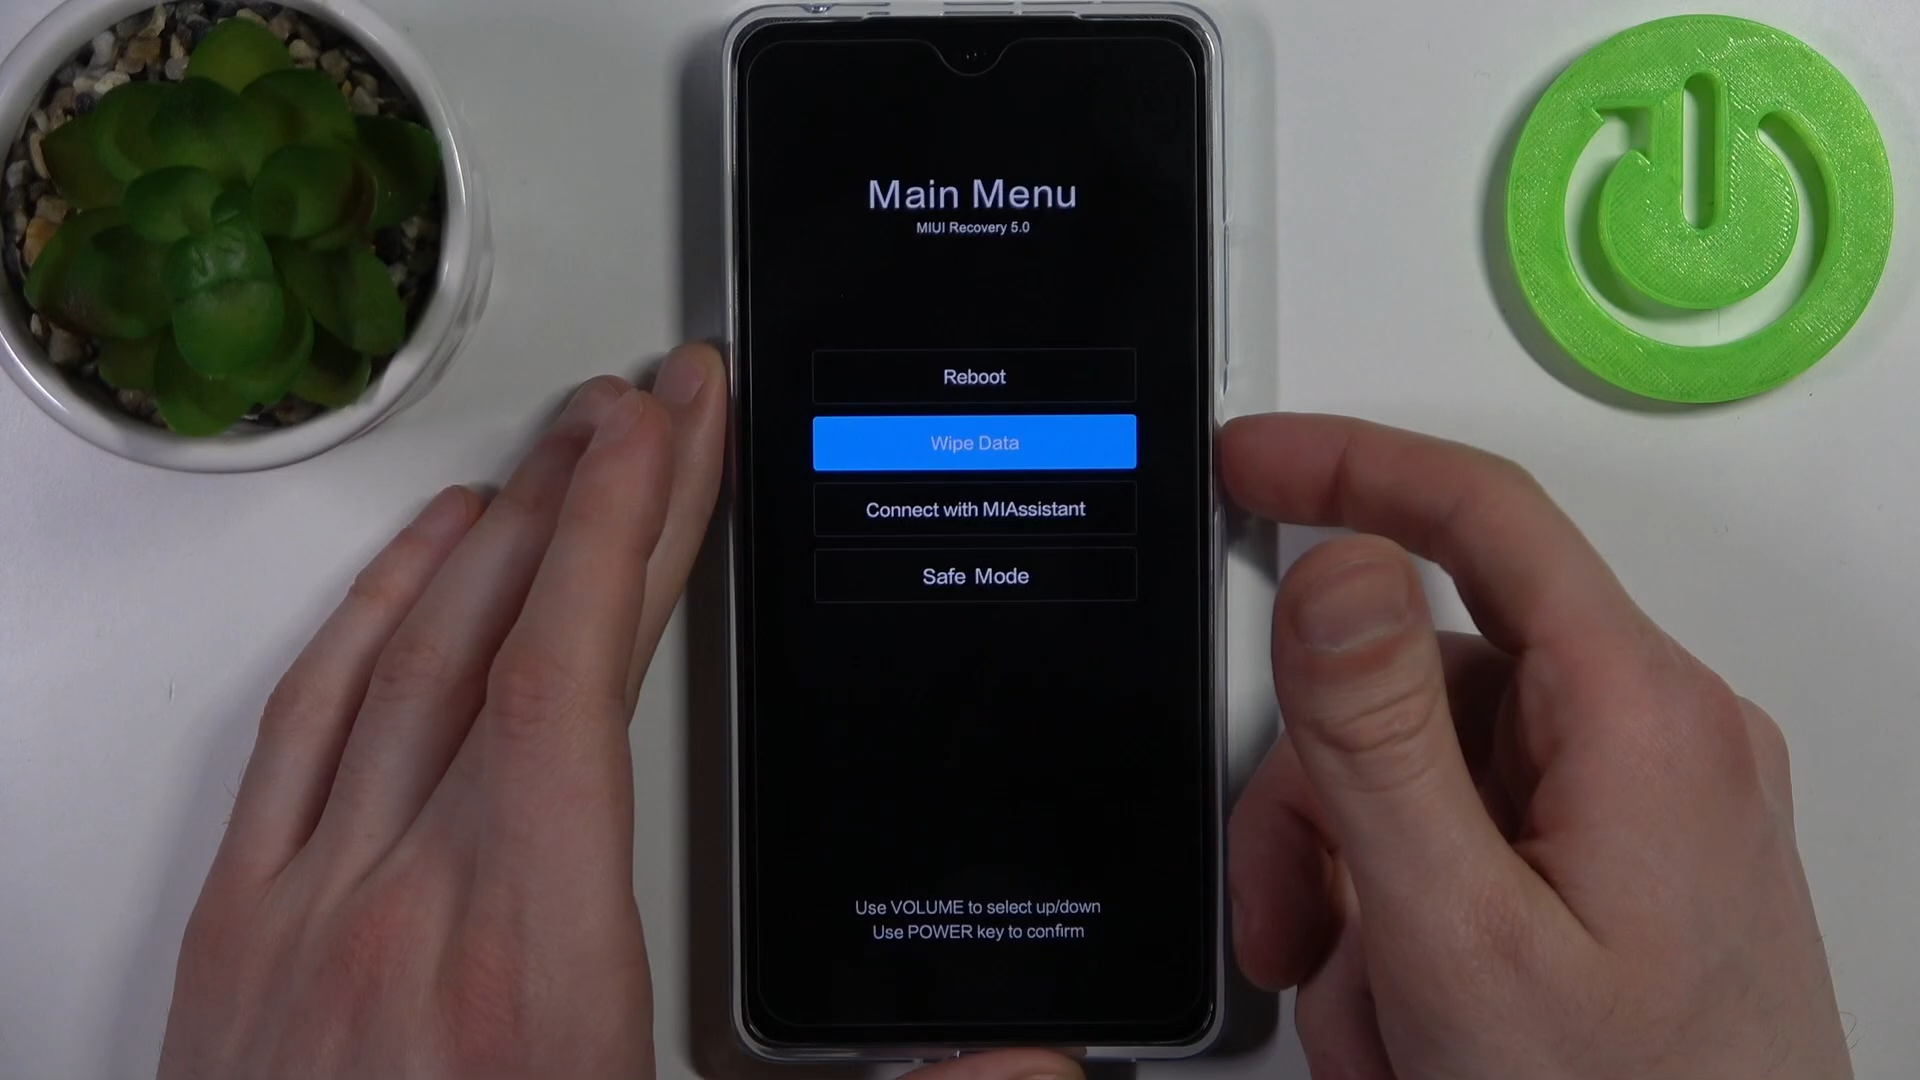 Main Menu
MIUI Recovery 5.0
Reboot
Wipe Data
Connect with MIAssistant
Safe Mode
Use VOLUME to select up/down
Use POWER key to confirm